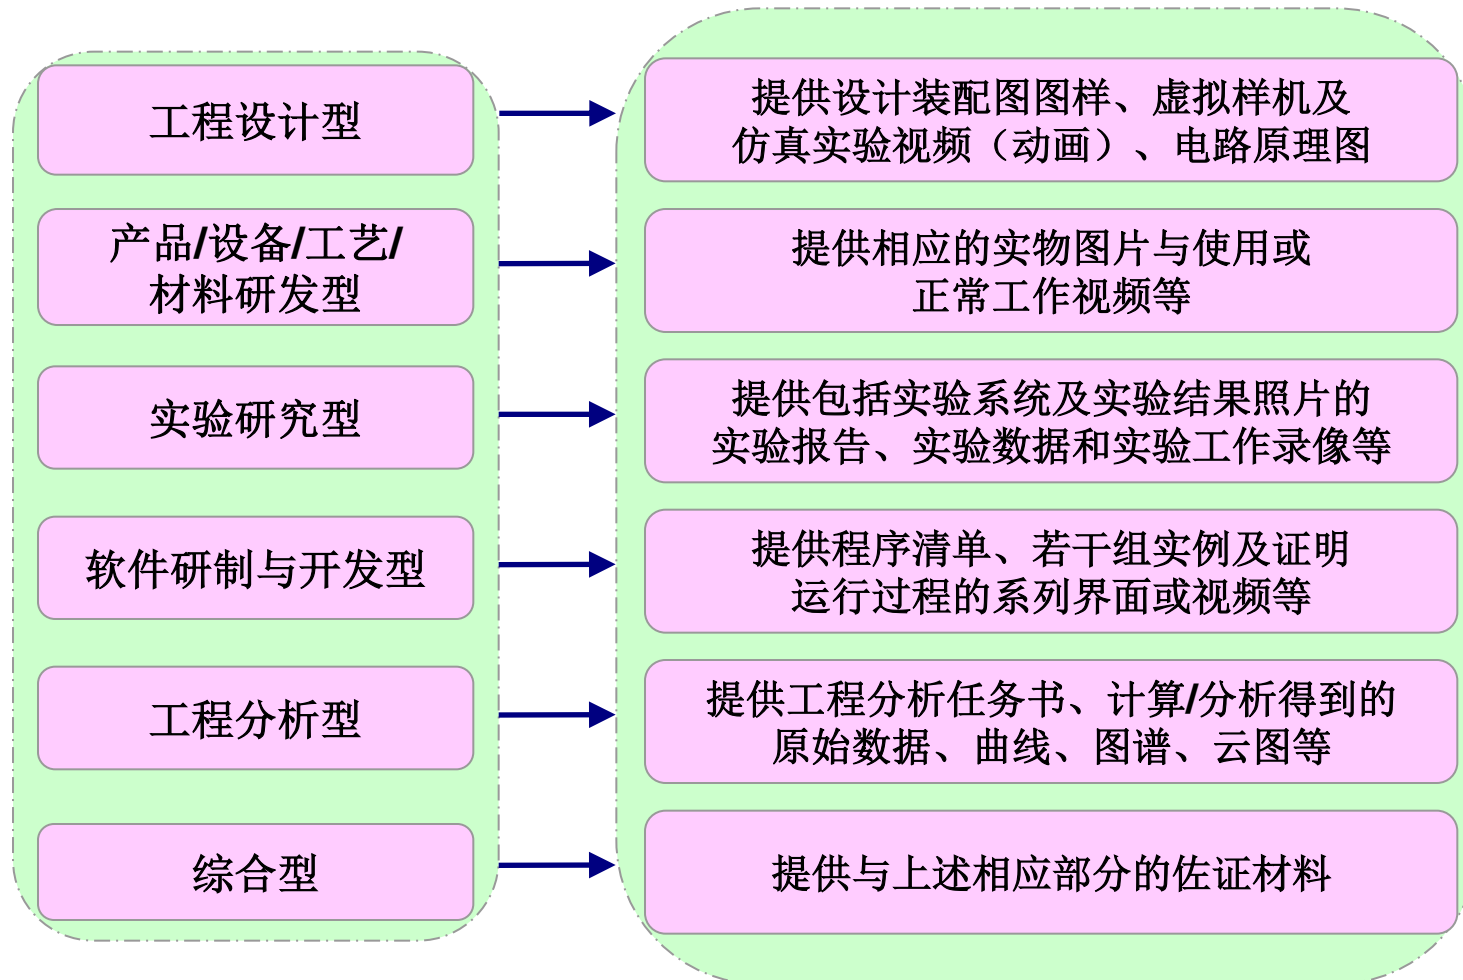 工程设计型
提供设计装配图图样、虚拟样机及
仿真实验视频（动画）、电路原理图
产品/设备/工艺/
材料研发型
提供相应的实物图片与使用或
正常工作视频等
实验研究型
提供包括实验系统及实验结果照片的
实验报告、实验数据和实验工作录像等
软件研制与开发型
提供程序清单、若干组实例及证明
运行过程的系列界面或视频等
工程分析型
提供工程分析任务书、计算/分析得到的
原始数据、曲线、图谱、云图等
综合型
提供与上述相应部分的佐证材料